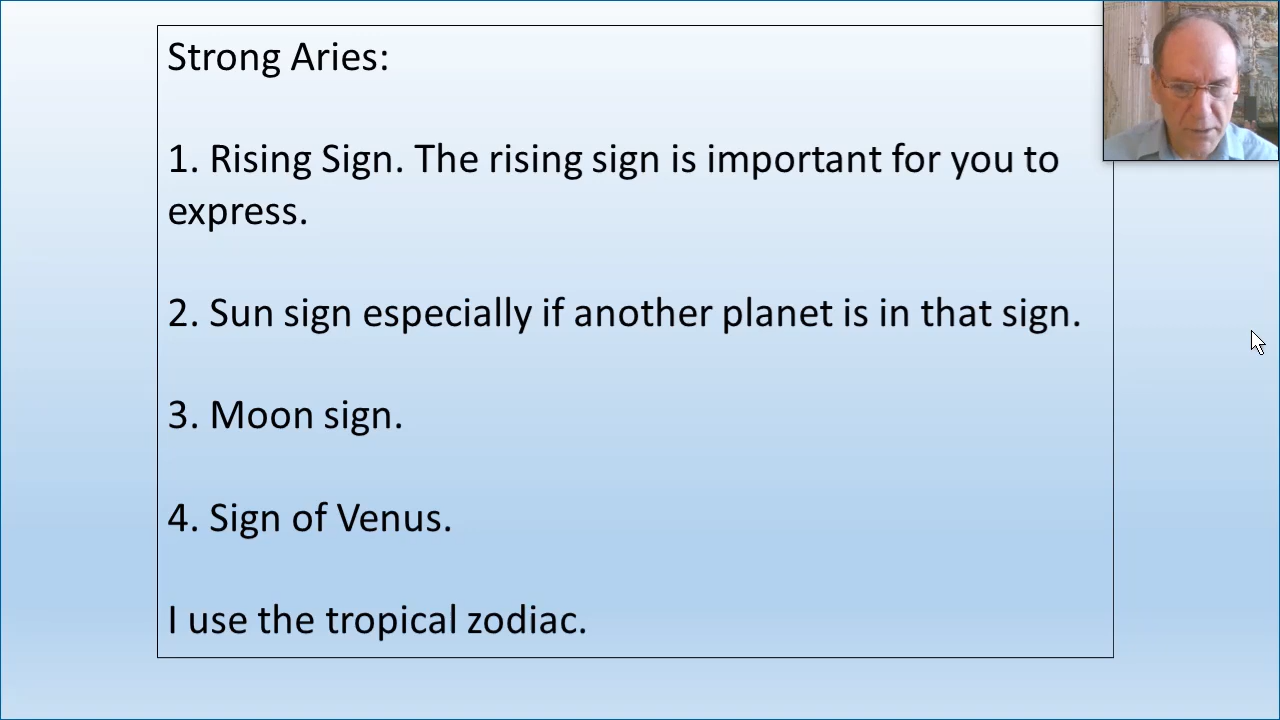 Strong Aries:
1. Rising Sign. The rising sign is important for you to
express.
2. Sun sign especially if another planet is in that sign.
3. Moon sign.
4. Sign of Venus.
I use the tropical zodiac.